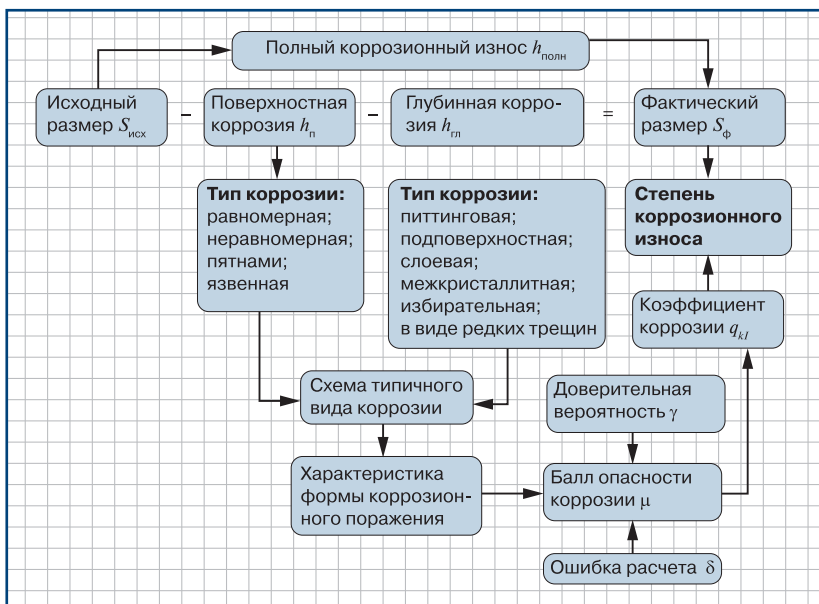 Полный коррозионный износ hполн
Исходный
размер Sисх
–
Поверхностная
коррозия hп
–
Глубинная корро-
зия hгл
=
Фактический
размер Sф
Тип коррозии:
равномерная;
неравномерная;
пятнами;
язвенная
Тип коррозии:
питтинговая;
подповерхностная;
слоевая;
межкристаллитная;
избирательная;
в виде редких трещин
Степень
коррозионного
износа
Коэффициент
коррозии qkl
Схема типичного
вида коррозии
Доверительная
вероятность γ
Характеристика
формы коррозион-
ного поражения
Балл опасности
коррозии μ
Ошибка расчета δ